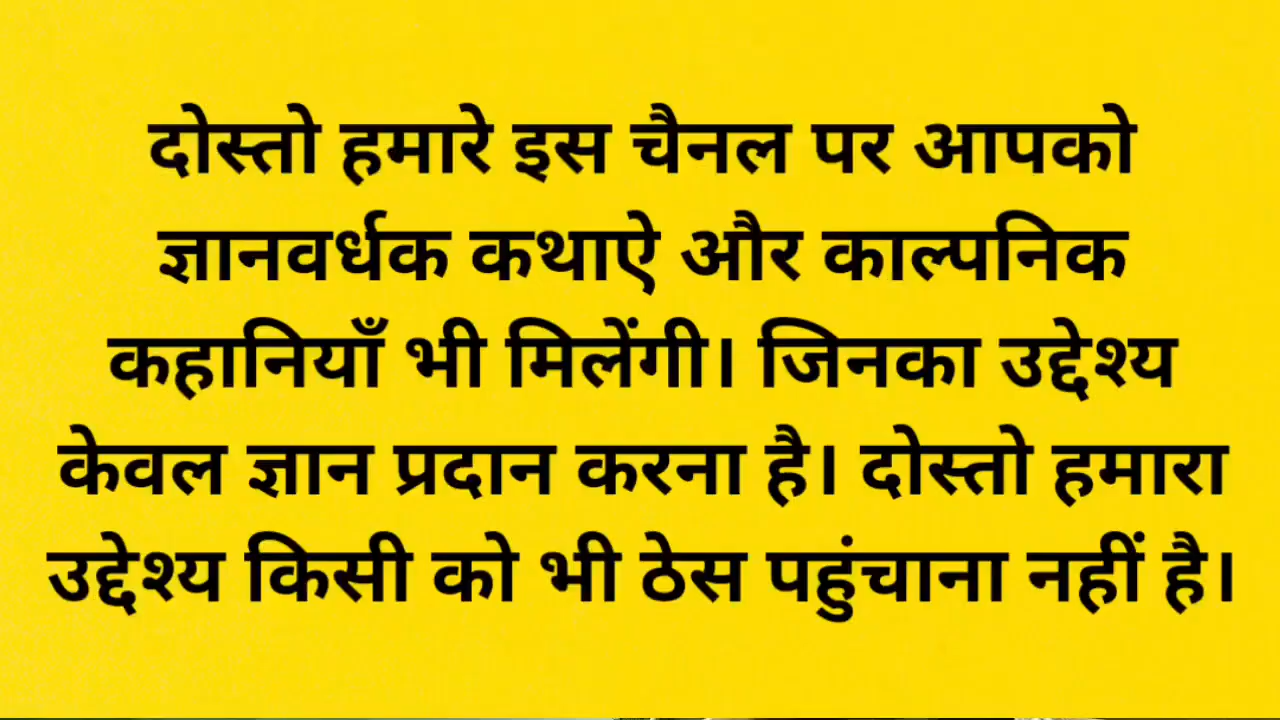 दोस्तो हमारे इस चैनल पर आपको
ज्ञानवर्धक कथाऐ और काल्पनिक
कहानियाँ भी मिलेंगी। जिनका उद्देश्य
केवल ज्ञान प्रदान करना है। दोस्तो हमारा
उद्देश्य किसी को भी ठेस पहुंचाना नहीं है।